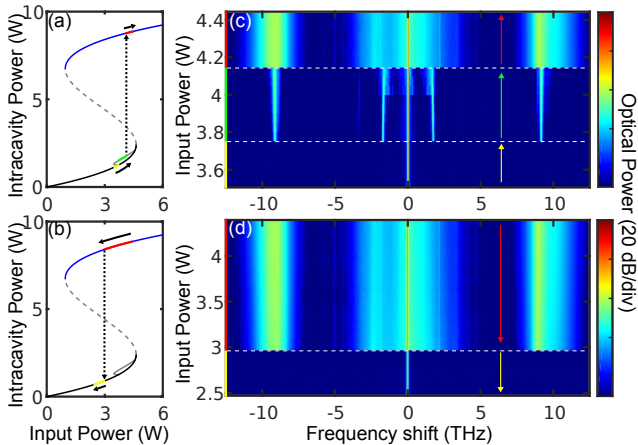 (a)
10
5
0
0
3
6
Intracavity Power (W)
(c)
4.4
4.2
4
3.8
3.6
Input Power (W)
-10
-5
0
5
10
(b)
10
5
0
0
3
6
Intracavity Power (W)
Input Power (W)
(d)
4
3.5
3
2.5
Input Power (W)
-10
-5
0
5
10
Frequency shift (THz)
Optical Power (20 dB/div)